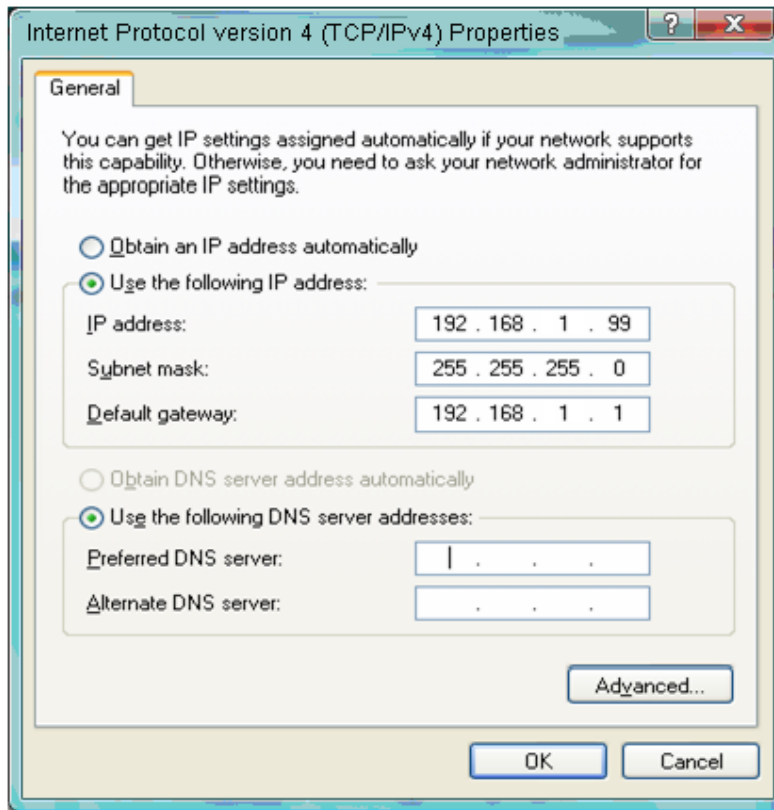 Internet Protocol version 4 (TCP/IPv4) Properties
? X
General
You can get IP settings assigned automatically if your network supports
this capability. Otherwise, you need to ask your network administrator for
the appropriate IP settings.
Obtain an IP address automatically
Use the following IP address:
IP address: 192 . 168 . 1 . 99
Subnet mask: 255 . 255 . 255 . 0
Default gateway: 192 . 168 . 1 . 1
Obtain DNS server address automatically
Use the following DNS server addresses:
Preferred DNS server: . . .
Alternate DNS server: . . .
Advanced...
OK Cancel